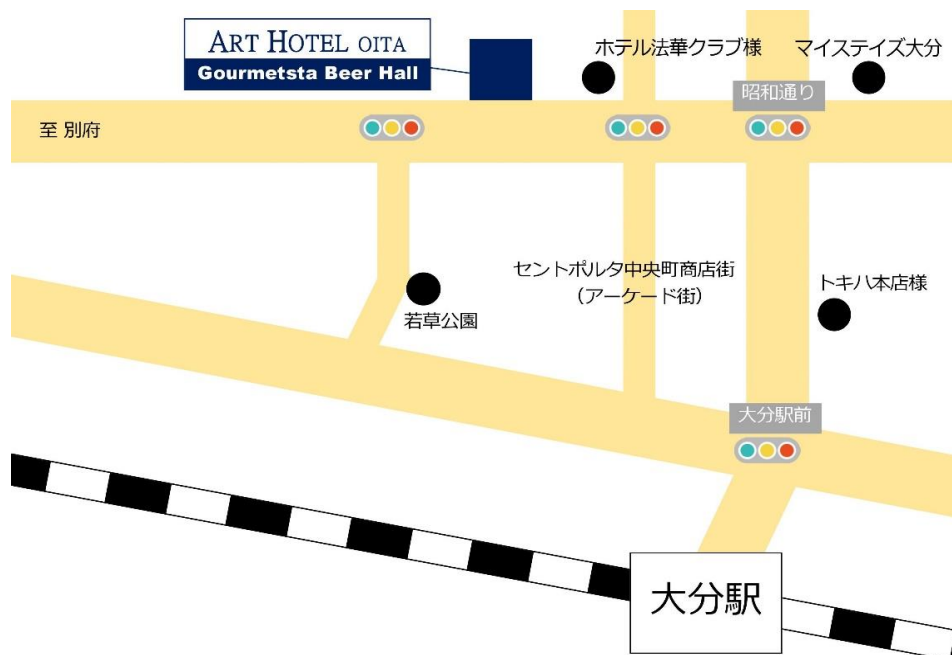 ART HOTEL OITA
Gourmetsta Beer Hall
ホテル法華クラブ様
マイステイズ大分
昭和通り
至 別府
セントポルタ中央町商店街
（アーケード街）
トキハ本店様
若草公園
大分駅前
大分駅